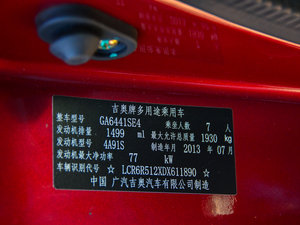 吉奥牌多用途乘用车
整车型号 GA6441SE4 乘坐人数 7 人
发动机排量 1499 ml 最大允许总质量 1930 kg
发动机型号 4A91S 制造年月 2013 年 07 月
发动机最大净功率 77 kW
车辆识别代号 ☆ LCR6R512XDX611890 ☆
中国 广汽吉奥汽车有限公司制造